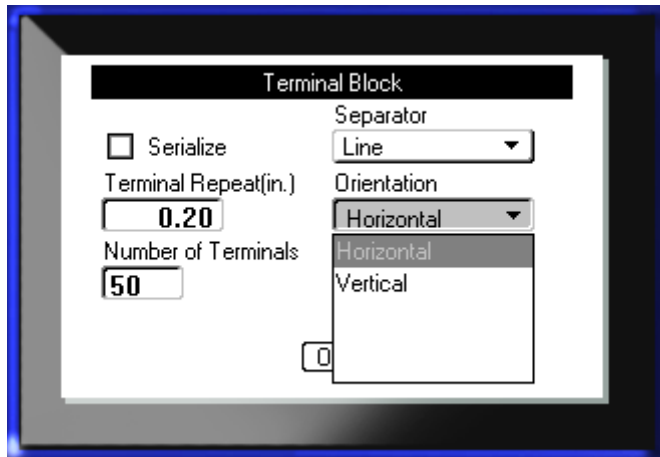 Terminal Block
Separator
Serialize
Line
Terminal Repeat(in.)
Orientation
0.20
Horizontal
Number of Terminals
Horizontal
50
Vertical